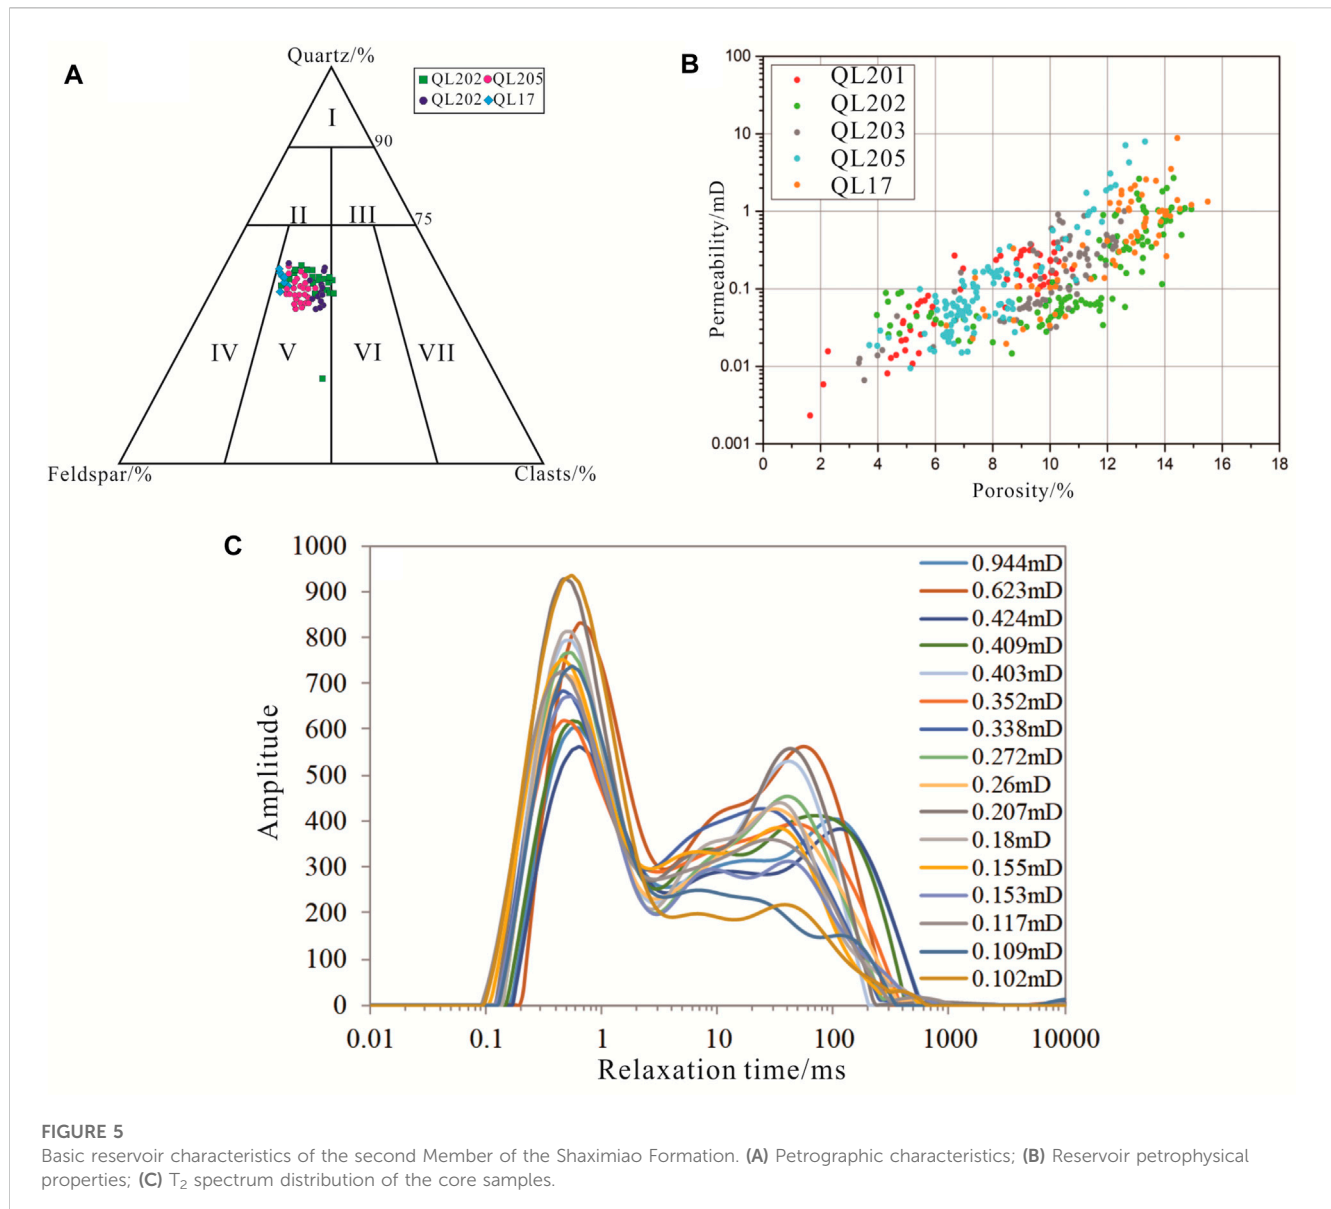 A
Quartz/%
QL202 QL205
QL202 QL17
I
90
II
III
75
IV
V
VI
VII
Feldspar/%
Clasts/%
B
100
10
1
0.1
0.01
0.001
Permeability/mD
QL201
QL202
QL203
QL205
QL17
0 2 4 6 8 10 12 14 16 18
Porosity/%
C
1000
900
800
700
600
500
400
300
200
100
0
Amplitude
0.944mD
0.623mD
0.424mD
0.409mD
0.403mD
0.352mD
0.338mD
0.272mD
0.26mD
0.207mD
0.18mD
0.155mD
0.153mD
0.117mD
0.109mD
0.102mD
0.01 0.1 1 10 100 1000 10000
Relaxation time/ms
FIGURE 5
Basic reservoir characteristics of the second Member of the Shaximiao Formation. (A) Petrographic characteristics; (B) Reservoir petrophysical
properties; (C) T₂ spectrum distribution of the core samples.